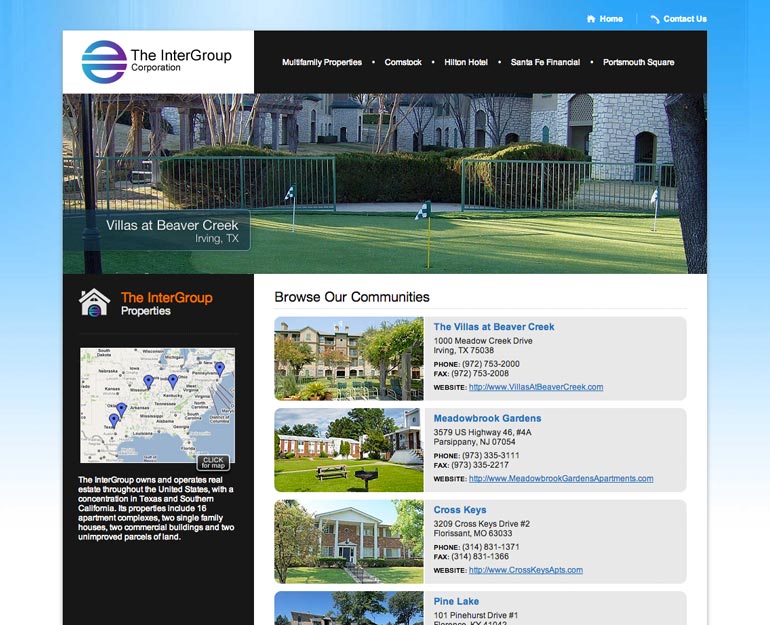 Home
Contact Us
The InterGroup
Corporation
Multifamily Properties • Comstock • Hilton Hotel • Santa Fe Financial • Portsmouth Square
Villas at Beaver Creek
Irving, TX
The InterGroup
Properties
CLICK
for map
The InterGroup owns and operates real
estate throughout the United States, with a
concentration in Texas and Southern
California. Its properties include 16
apartment complexes, two single family
houses, two commercial buildings and two
unimproved parcels of land.
Browse Our Communities
The Villas at Beaver Creek
1000 Meadow Creek Drive
Irving, TX 75038
PHONE: (972) 753-2000
FAX: (972) 753-2008
WEBSITE: http://www.VillasAtBeaverCreek.com
Meadowbrook Gardens
3579 US Highway 46, #4A
Parsippany, NJ 07054
PHONE: (973) 335-3111
FAX: (973) 335-2217
WEBSITE: http://www.MeadowbrookGardensApartments.com
Cross Keys
3209 Cross Keys Drive #2
Florissant, MO 63033
PHONE: (314) 831-1371
FAX: (314) 831-1366
WEBSITE: http://www.CrossKeysApts.com
Pine Lake
101 Pinehurst Drive #1
Florence, KY 41042